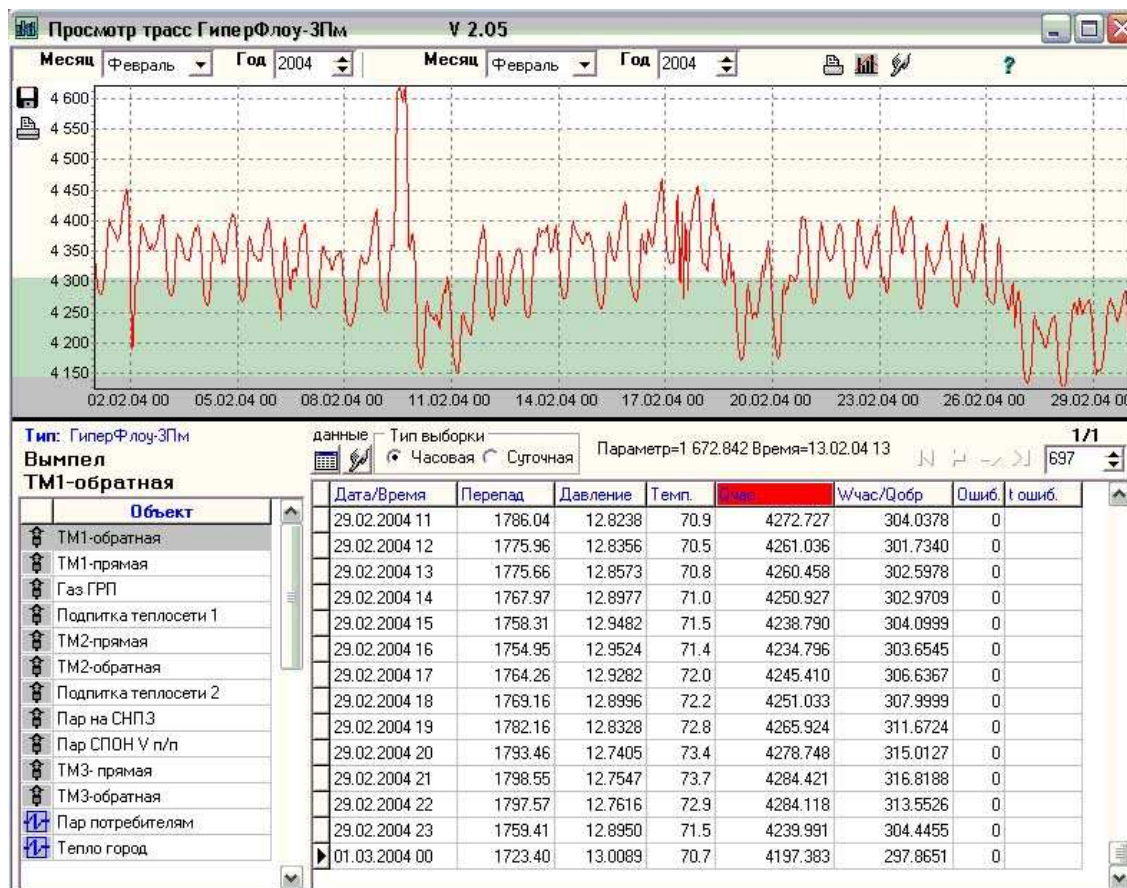 Просмотр трасс ГиперФлоу-3Пм V 2.05
Месяц Февраль Год 2004 Месяц Февраль Год 2004 ?
4 600
4 550
4 500
4 450
4 400
4 350
4 300
4 250
4 200
4 150
02.02.04 00 05.02.04 00 08.02.04 00 11.02.04 00 14.02.04 00 17.02.04 00 20.02.04 00 23.02.04 00 26.02.04 00 29.02.04 00
Тип: ГиперФлоу-3Пм
Вымпел
ТМ1-обратная
Объект
ТМ1-обратная
ТМ1-прямая
Газ ГРП
Подпитка теплосети 1
ТМ2-прямая
ТМ2-обратная
Подпитка теплосети 2
Пар на СНПЗ
Пар СПОН V п/п
ТМ3- прямая
ТМ3-обратная
Пар потребителям
Тепло город
данные Тип выборки
Часовая Суточная
Параметр=1 672.842 Время=13.02.04 13
1/1
697
Дата/Время Перепад Давление Темп. Qчас Wчас/Qобр Ошиб. t ошиб.
29.02.2004 11 1786.04 12.8238 70.9 4272.727 304.0378 0
29.02.2004 12 1775.96 12.8356 70.5 4261.036 301.7340 0
29.02.2004 13 1775.66 12.8573 70.8 4260.458 302.5978 0
29.02.2004 14 1767.97 12.8977 71.0 4250.927 302.9709 0
29.02.2004 15 1758.31 12.9482 71.5 4238.790 304.0999 0
29.02.2004 16 1754.95 12.9524 71.4 4234.796 303.6545 0
29.02.2004 17 1764.26 12.9282 72.0 4245.410 306.6367 0
29.02.2004 18 1769.16 12.8996 72.2 4251.033 307.9999 0
29.02.2004 19 1782.16 12.8328 72.8 4265.924 311.6724 0
29.02.2004 20 1793.46 12.7405 73.4 4278.748 315.0127 0
29.02.2004 21 1798.55 12.7547 73.7 4284.421 316.8188 0
29.02.2004 22 1797.57 12.7616 72.9 4284.118 313.5526 0
29.02.2004 23 1759.41 12.8950 71.5 4239.991 304.4455 0
01.03.2004 00 1723.40 13.0089 70.7 4197.383 297.8651 0